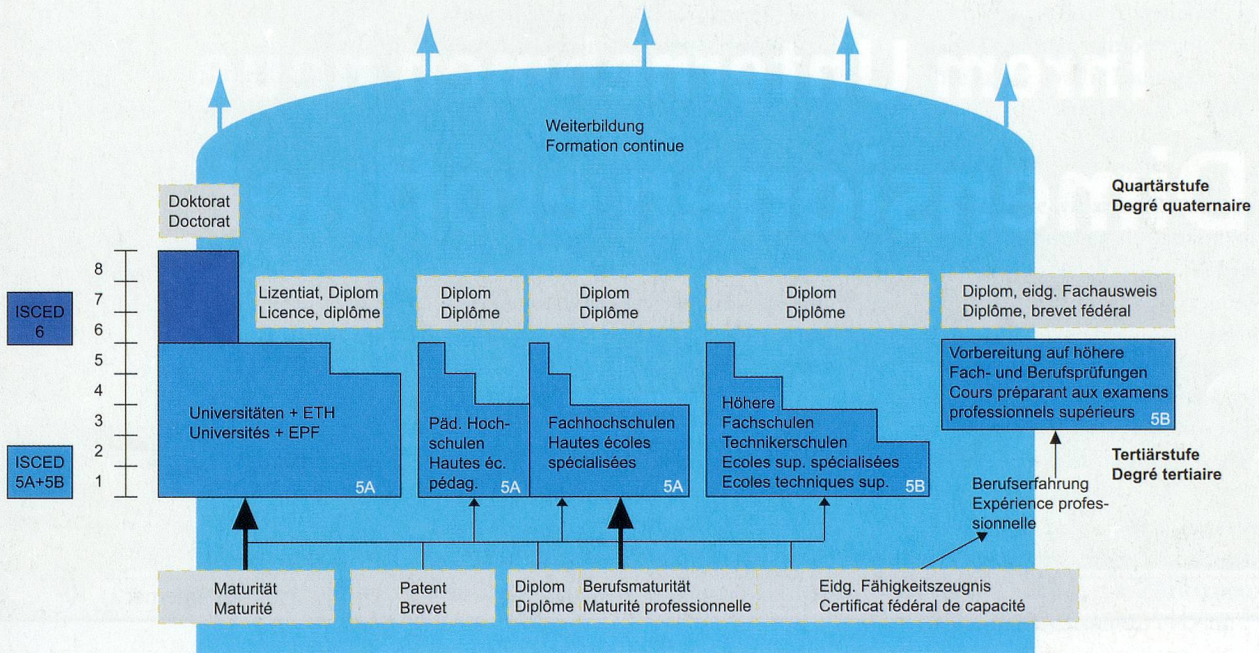 Weiterbildung
Formation continue
Quartärstufe
Degré quaternaire
Doktorat
Doctorat
8
7
6
5
4
3
2
1
ISCED
6
ISCED
5A+5B
Lizentiat, Diplom
Licence, diplôme
Diplom
Diplôme
Diplom
Diplôme
Diplom
Diplôme
Diplom, eidg. Fachausweis
Diplôme, brevet fédéral
Universitäten + ETH
Universités + EPF
5A
Päd. Hoch-
schulen
Hautes éc.
pédag.
5A
Fachhochschulen
Hautes écoles
spécialisées
5A
Höhere
Fachschulen
Technikerschulen
Ecoles sup. spécialisées
Ecoles techniques sup.
5B
Vorbereitung auf höhere
Fach- und Berufsprüfungen
Cours préparant aux examens
professionnels supérieurs
5B
Tertiärstufe
Degré tertiaire
Berufserfahrung
Expérience profes-
sionnelle
Maturität
Maturité
Patent
Brevet
Diplom
Diplôme
Berufsmaturität
Maturité professionnelle
Eidg. Fähigkeitszeugnis
Certificat fédéral de capacité